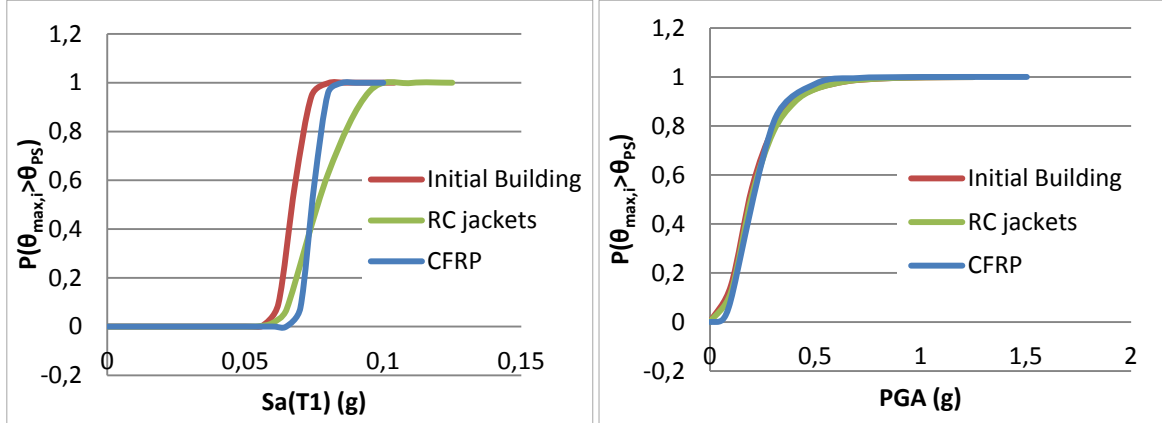 1,2
1
0,8
0,6
0,4
0,2
0
-0,2
0
0,05
0,1
0,15
P(θmax,i>θPS)
Sa(T1) (g)
Initial Building
RC jackets
CFRP
1,2
1
0,8
0,6
0,4
0,2
0
-0,2
0
0,5
1
1,5
2
P(θmax,i>θPS)
PGA (g)
Initial Building
RC jackets
CFRP